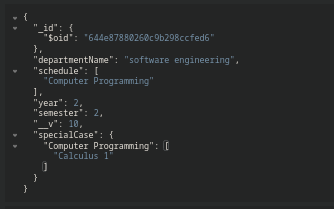 {
"_id": {
"$oid": "644e87880260c9b298ccfed6"
},
"departmentName": "software engineering",
"schedule": [
"Computer Programming"
],
"year": 2,
"semester": 2,
"__v": 10,
"specialCase": {
"Computer Programming": [
"Calculus 1"
]
}
}